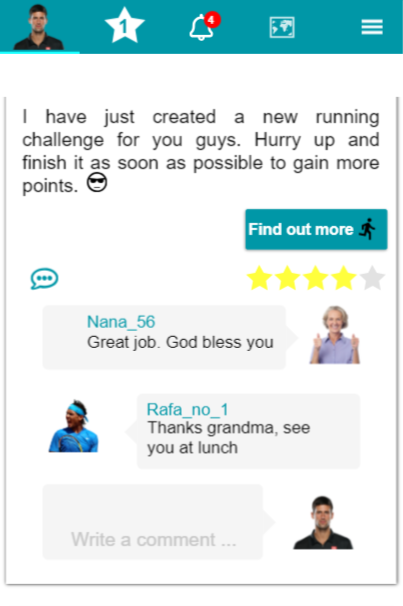 1
4
I have just created a new running
challenge for you guys. Hurry up and
finish it as soon as possible to gain more
points.
Find out more
Nana_56
Great job. God bless you
Rafa_no_1
Thanks grandma, see
you at lunch
Write a comment ...